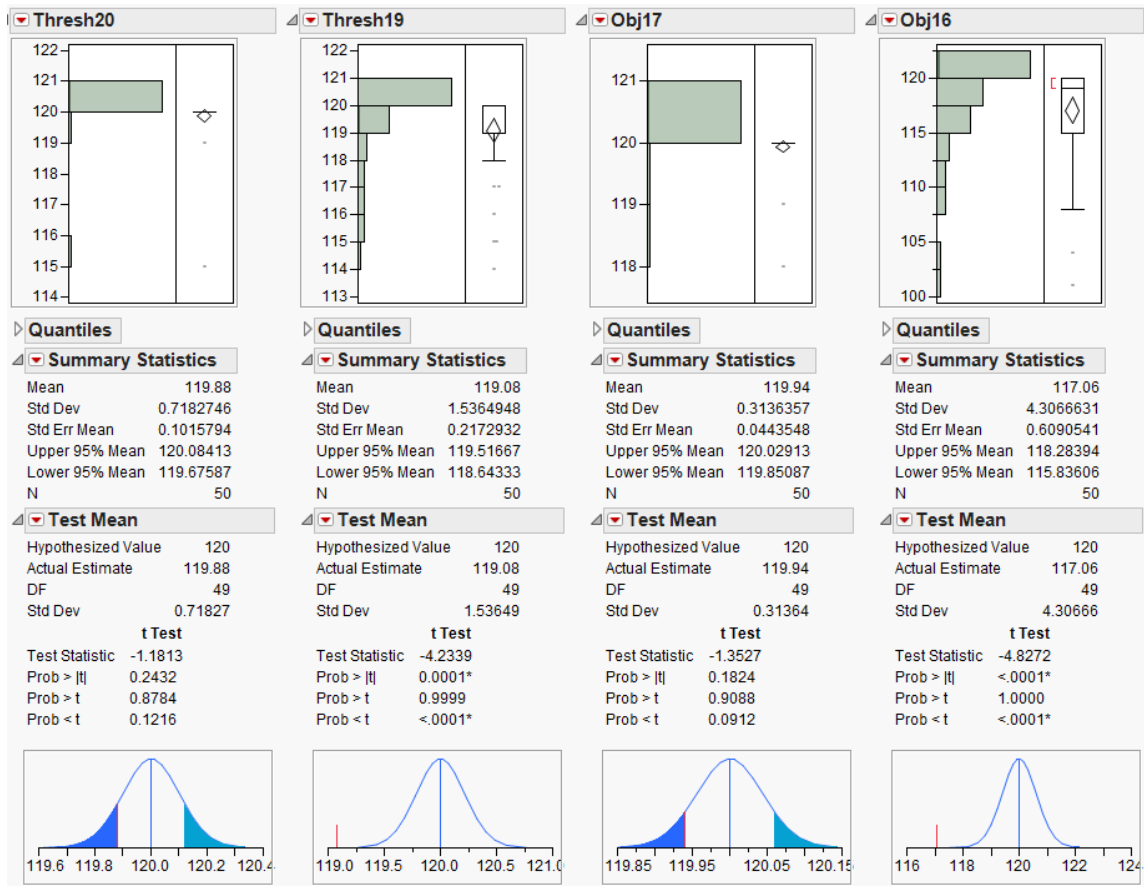 Thresh20
122
121
120
119
118
117
116
115
114
Quantiles
Summary Statistics
Mean 119.88
Std Dev 0.7182746
Std Err Mean 0.1015794
Upper 95% Mean 120.08413
Lower 95% Mean 119.67587
N 50
Test Mean
Hypothesized Value 120
Actual Estimate 119.88
DF 49
Std Dev 0.71827
t Test
Test Statistic -1.1813
Prob > |t| 0.2432
Prob > t 0.8784
Prob < t 0.1216
119.6 119.8 120.0 120.2 120.4
Thresh19
122
121
120
119
118
117
116
115
114
113
Quantiles
Summary Statistics
Mean 119.08
Std Dev 1.5364948
Std Err Mean 0.2172932
Upper 95% Mean 119.51667
Lower 95% Mean 118.64333
N 50
Test Mean
Hypothesized Value 120
Actual Estimate 119.08
DF 49
Std Dev 1.53649
t Test
Test Statistic -4.2339
Prob > |t| 0.0001*
Prob > t 0.9999
Prob < t <.0001*
119.0 119.5 120.0 120.5 121.0
Obj17
121
120
119
118
Quantiles
Summary Statistics
Mean 119.94
Std Dev 0.3136357
Std Err Mean 0.0443548
Upper 95% Mean 120.02913
Lower 95% Mean 119.85087
N 50
Test Mean
Hypothesized Value 120
Actual Estimate 119.94
DF 49
Std Dev 0.31364
t Test
Test Statistic -1.3527
Prob > |t| 0.1824
Prob > t 0.9088
Prob < t 0.0912
119.85 119.95 120.05 120.15
Obj16
120
115
110
105
100
Quantiles
Summary Statistics
Mean 117.06
Std Dev 4.3066631
Std Err Mean 0.6090541
Upper 95% Mean 118.28394
Lower 95% Mean 115.83606
N 50
Test Mean
Hypothesized Value 120
Actual Estimate 117.06
DF 49
Std Dev 4.30666
t Test
Test Statistic -4.8272
Prob > |t| <.0001*
Prob > t 1.0000
Prob < t <.0001*
116 118 120 122 124